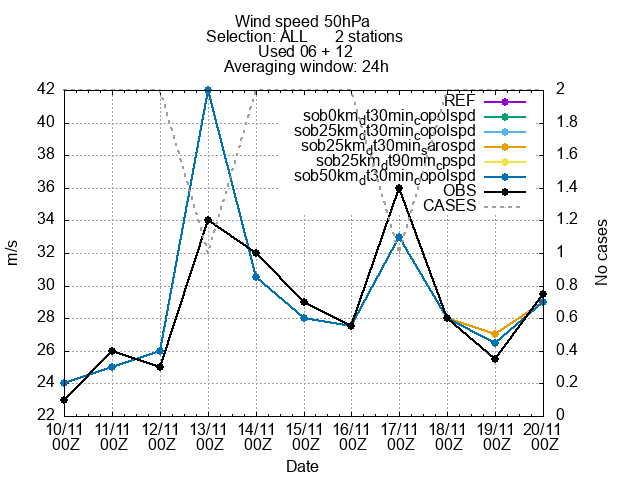 Wind speed 50hPa
Selection: ALL 2 stations
Used 06 + 12
Averaging window: 24h
42
40
38
36
34
32
30
28
26
24
22
m/s
2
1.8
1.6
1.4
1.2
1
0.8
0.6
0.4
0.2
0
No cases
REF
sob0km_dt30min_copolspd
sob25km_dt30min_copolspd
sob25km_dt30min_sarospd
sob25km_dt90min_cpspd
sob50km_dt30min_copolspd
OBS
CASES
10/11 11/11 12/11 13/11 14/11 15/11 16/11 17/11 18/11 19/11 20/11
00Z 00Z 00Z 00Z 00Z 00Z 00Z 00Z 00Z 00Z 00Z
Date